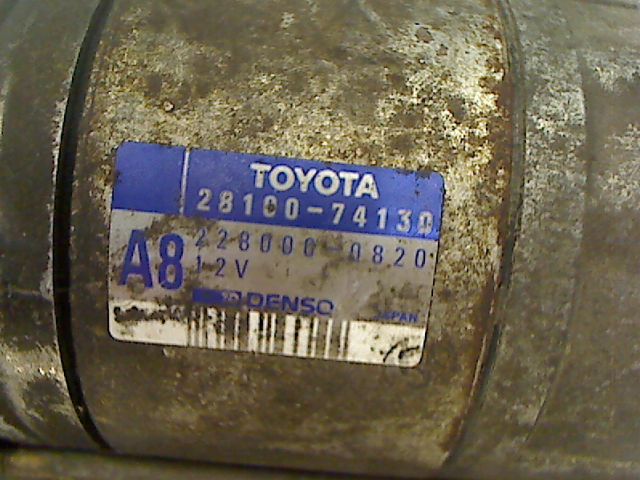 TOYOTA
28100-74130
A8
228000-0820
12V
DENSO
JAPAN